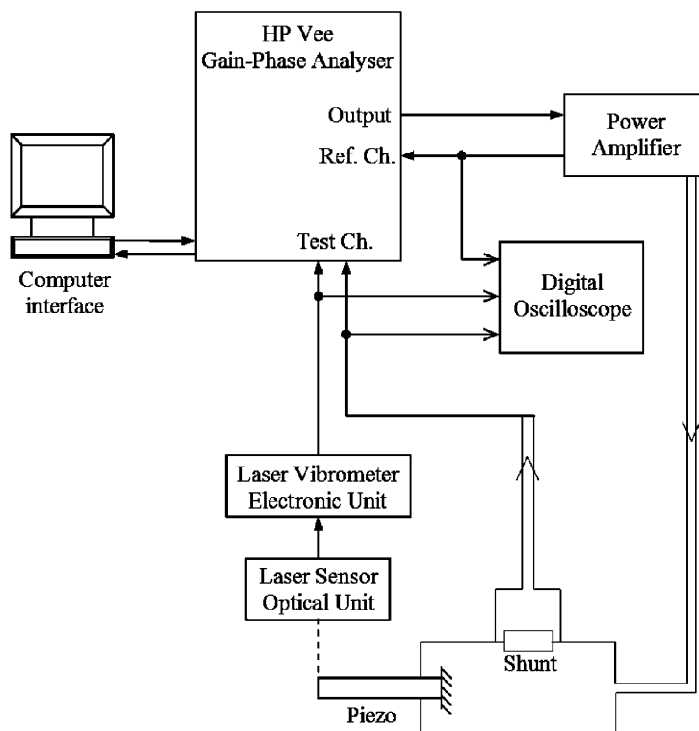 HP Vee
Gain-Phase Analyser
Output
Ref. Ch.
Test Ch.
Power
Amplifier
Computer
interface
Digital
Oscilloscope
Laser Vibrometer
Electronic Unit
Laser Sensor
Optical Unit
Shunt
Piezo